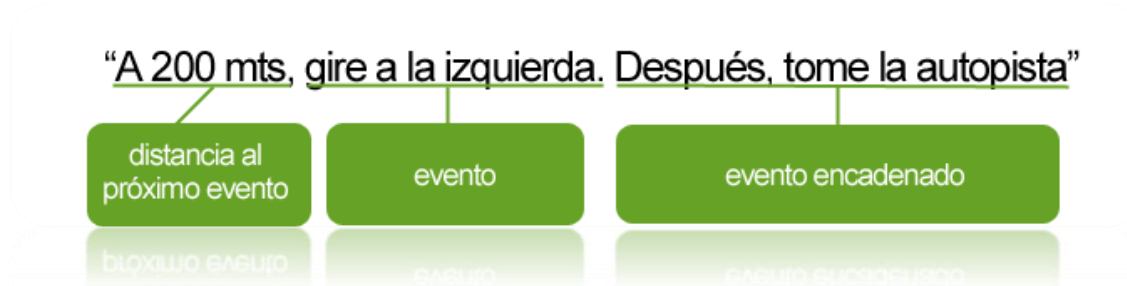 “A 200 mts, gire a la izquierda. Después, tome la autopista”
distancia al
próximo evento
evento
evento encadenado